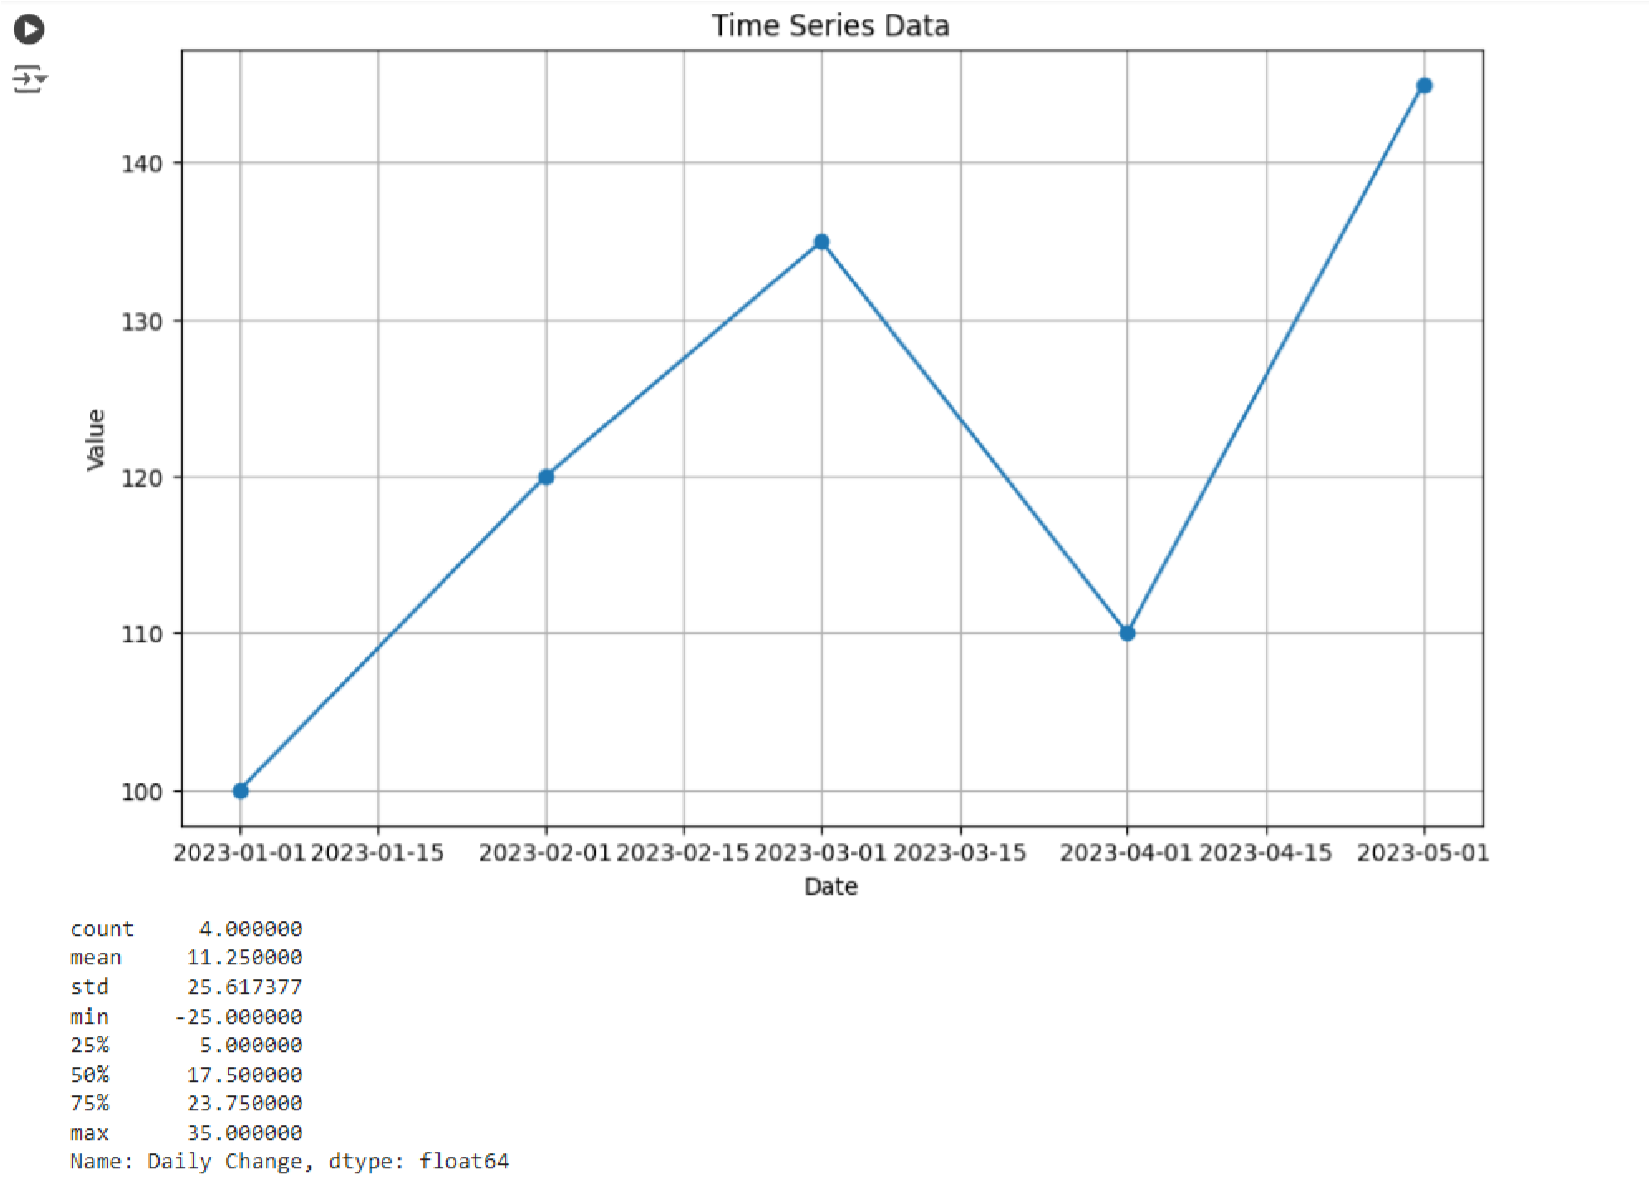 Time Series Data
140
130
120
110
100
Value
2023-01-01 2023-01-15 2023-02-01 2023-02-15 2023-03-01 2023-03-15 2023-04-01 2023-04-15 2023-05-01
Date
count 4.000000
mean 11.250000
std 25.617377
min -25.000000
25% 5.000000
50% 17.500000
75% 23.750000
max 35.000000
Name: Daily Change, dtype: float64